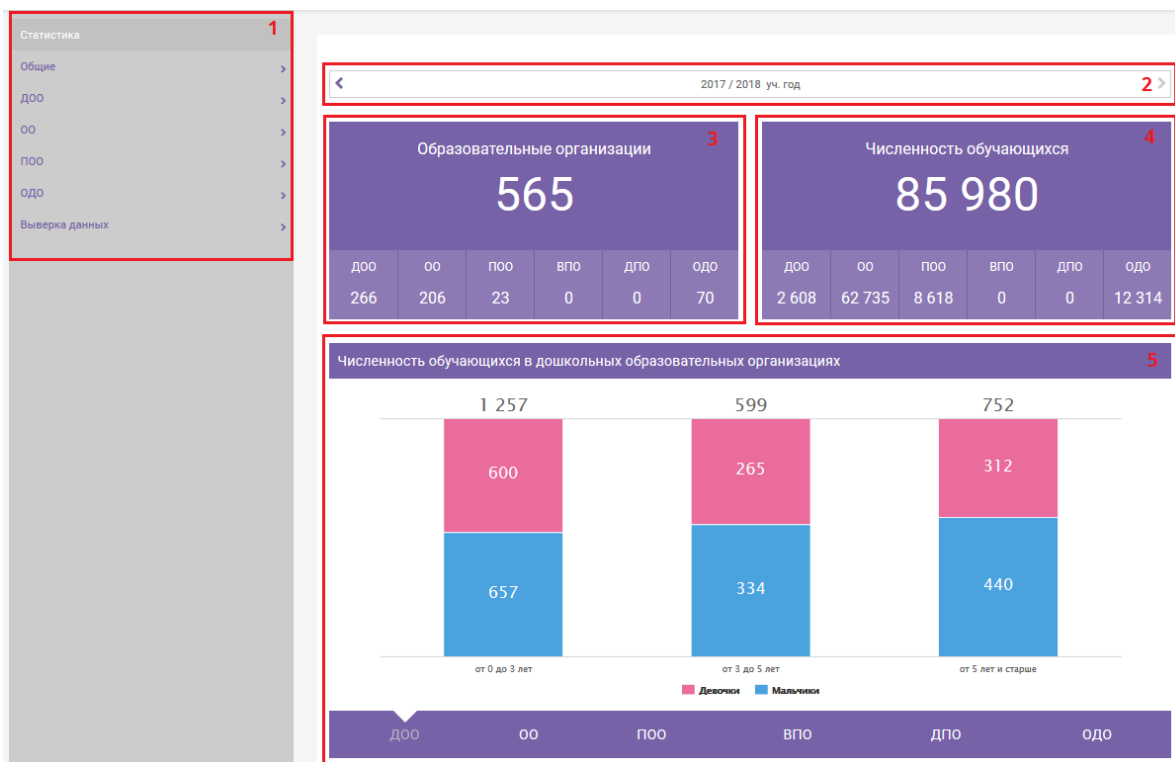 Статистика 1
Общие
ДОО
ОО
ПОО
ОДО
Выверка данных
2017 / 2018 уч. год 2
Образовательные организации 3
565
ДОО ОО ПОО ВПО ДПО ОДО
266 206 23 0 0 70
Численность обучающихся 4
85 980
ДОО ОО ПОО ВПО ДПО ОДО
2 608 62 735 8 618 0 0 12 314
Численность обучающихся в дошкольных образовательных организациях 5
1 257 599 752
600 265 312
657 334 440
от 0 до 3 лет от 3 до 5 лет от 5 лет и старше
Девочки Мальчики
ДОО ОО ПОО ВПО ДПО ОДО